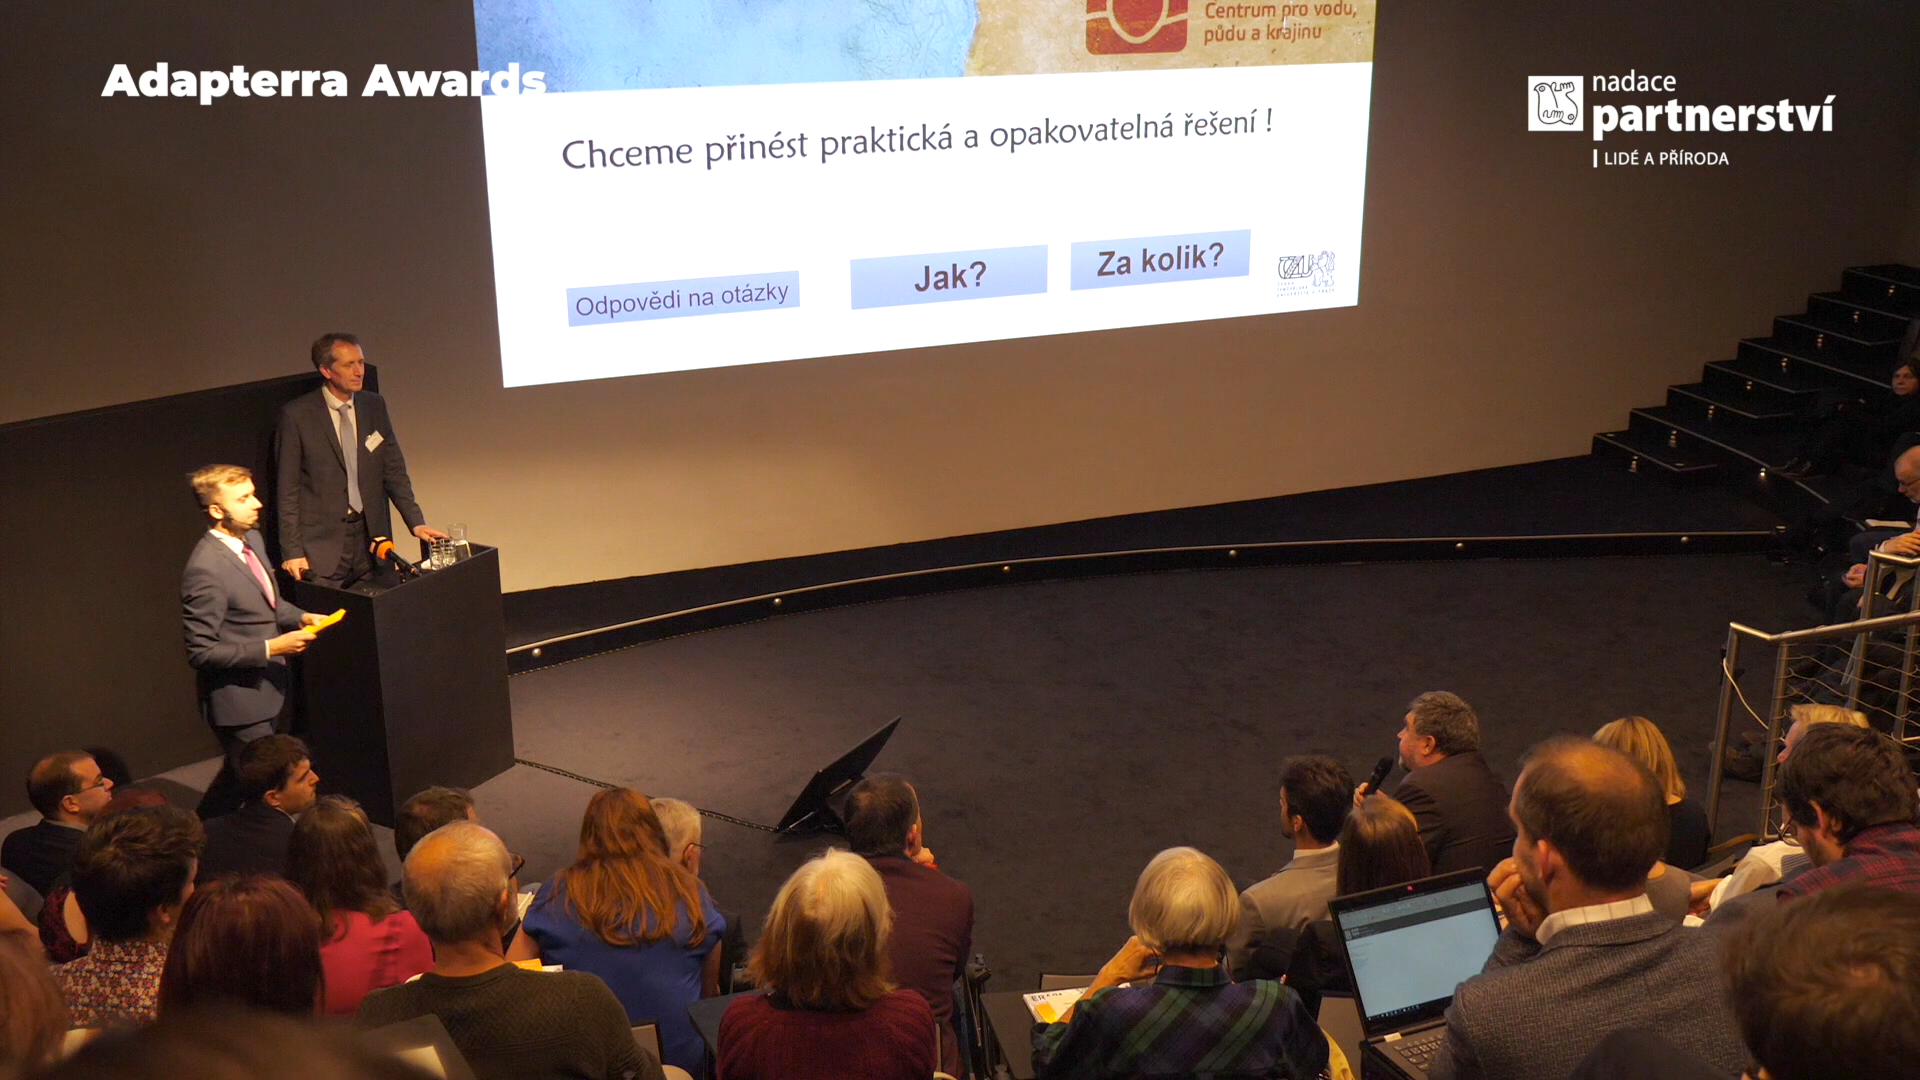 Adapterra Awards
Centrum pro vodu,
půdu a krajinu
nadace
partnerství
LIDÉ A PŘÍRODA
Chceme přinést praktická a opakovatelná řešení !
Odpovědi na otázky
Jak?
Za kolik?
ČZU